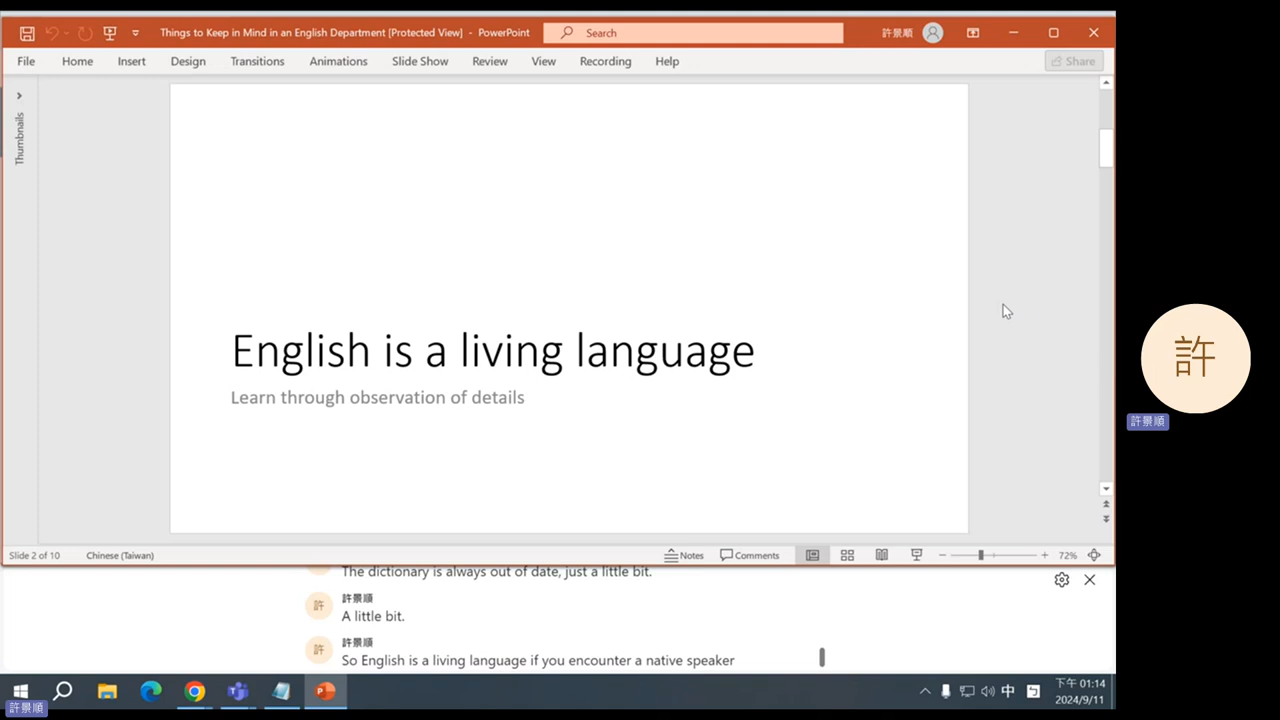 Things to Keep in Mind in an English Department [Protected View] - PowerPoint
Search
許景順
File
Home
Insert
Design
Transitions
Animations
Slide Show
Review
View
Recording
Help
Share
Thumbnails
English is a living language
Learn through observation of details
許
許景順
Slide 2 of 10
Chinese (Taiwan)
Notes
Comments
72%
The dictionary is always out of date, just a little bit.
許
許景順
A little bit.
許
許景順
So English is a living language if you encounter a native speaker
中
下午 01:14
2024/9/11
許景順